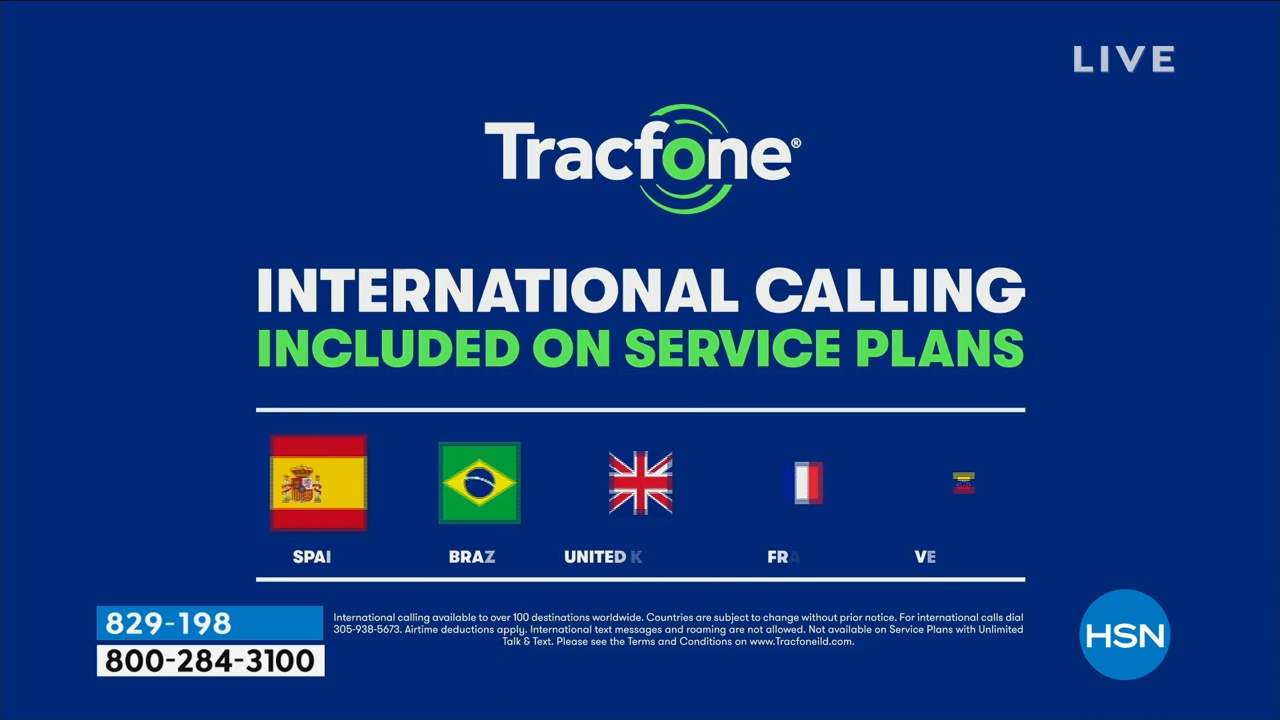 LIVE
Tracfone®
INTERNATIONAL CALLING
INCLUDED ON SERVICE PLANS
SPAI BRAZ UNITED K FRA VE
829-198
800-284-3100
International calling available to over 100 destinations worldwide. Countries are subject to change without prior notice. For international calls dial
305-938-5673. Airtime deductions apply. International text messages and roaming are not allowed. Not available on Service Plans with Unlimited
Talk & Text. Please see the Terms and Conditions on www.Tracfoneild.com.
HSN